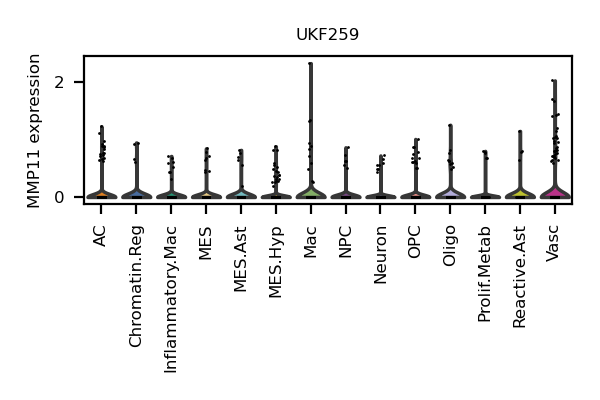 UKF259
MMP11 expression
2
0
AC
Chromatin.Reg
Inflammatory.Mac
MES
MES.Ast
MES.Hyp
Mac
NPC
Neuron
OPC
Oligo
Prolif.Metab
Reactive.Ast
Vasc